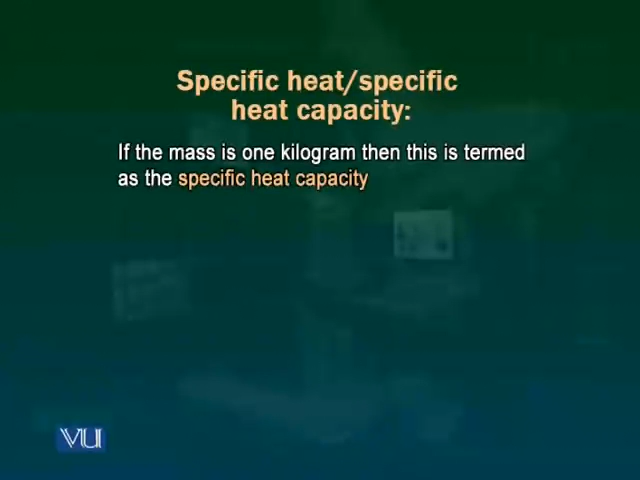 Specific heat/specific
heat capacity:
If the mass is one kilogram then this is termed
as the specific heat capacity
VU